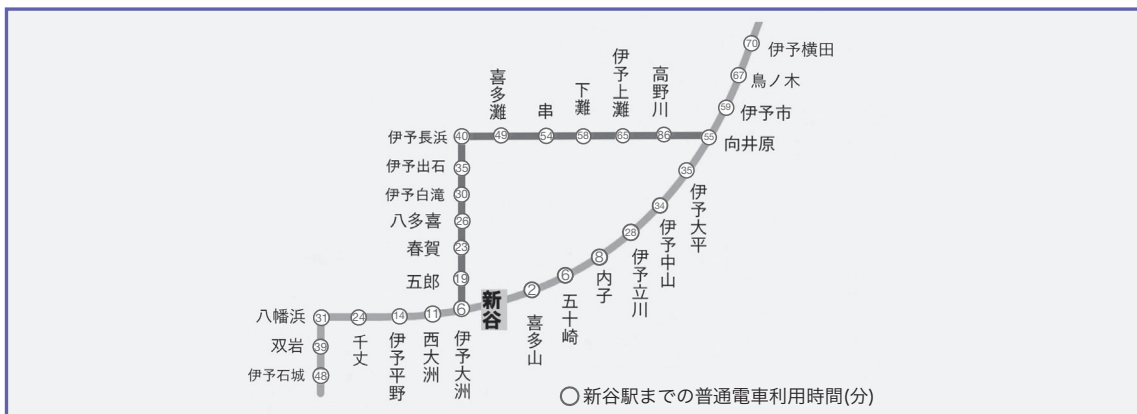 70 伊予横田
67 鳥ノ木
59 伊予市
55 向井原
86 高野川
65 伊予上灘
58 下灘
54 串
49 喜多灘
40 伊予長浜
35 伊予出石
30 伊予白滝
26 八多喜
23 春賀
19 五郎
35 伊予大平
34 伊予中山
28 伊予立川
8 内子
6 五十崎
2 喜多山
新谷
6 伊予大洲
11 西大洲
14 伊予平野
24 千丈
31 八幡浜
39 双岩
48 伊予石城
○新谷駅までの普通電車利用時間(分)